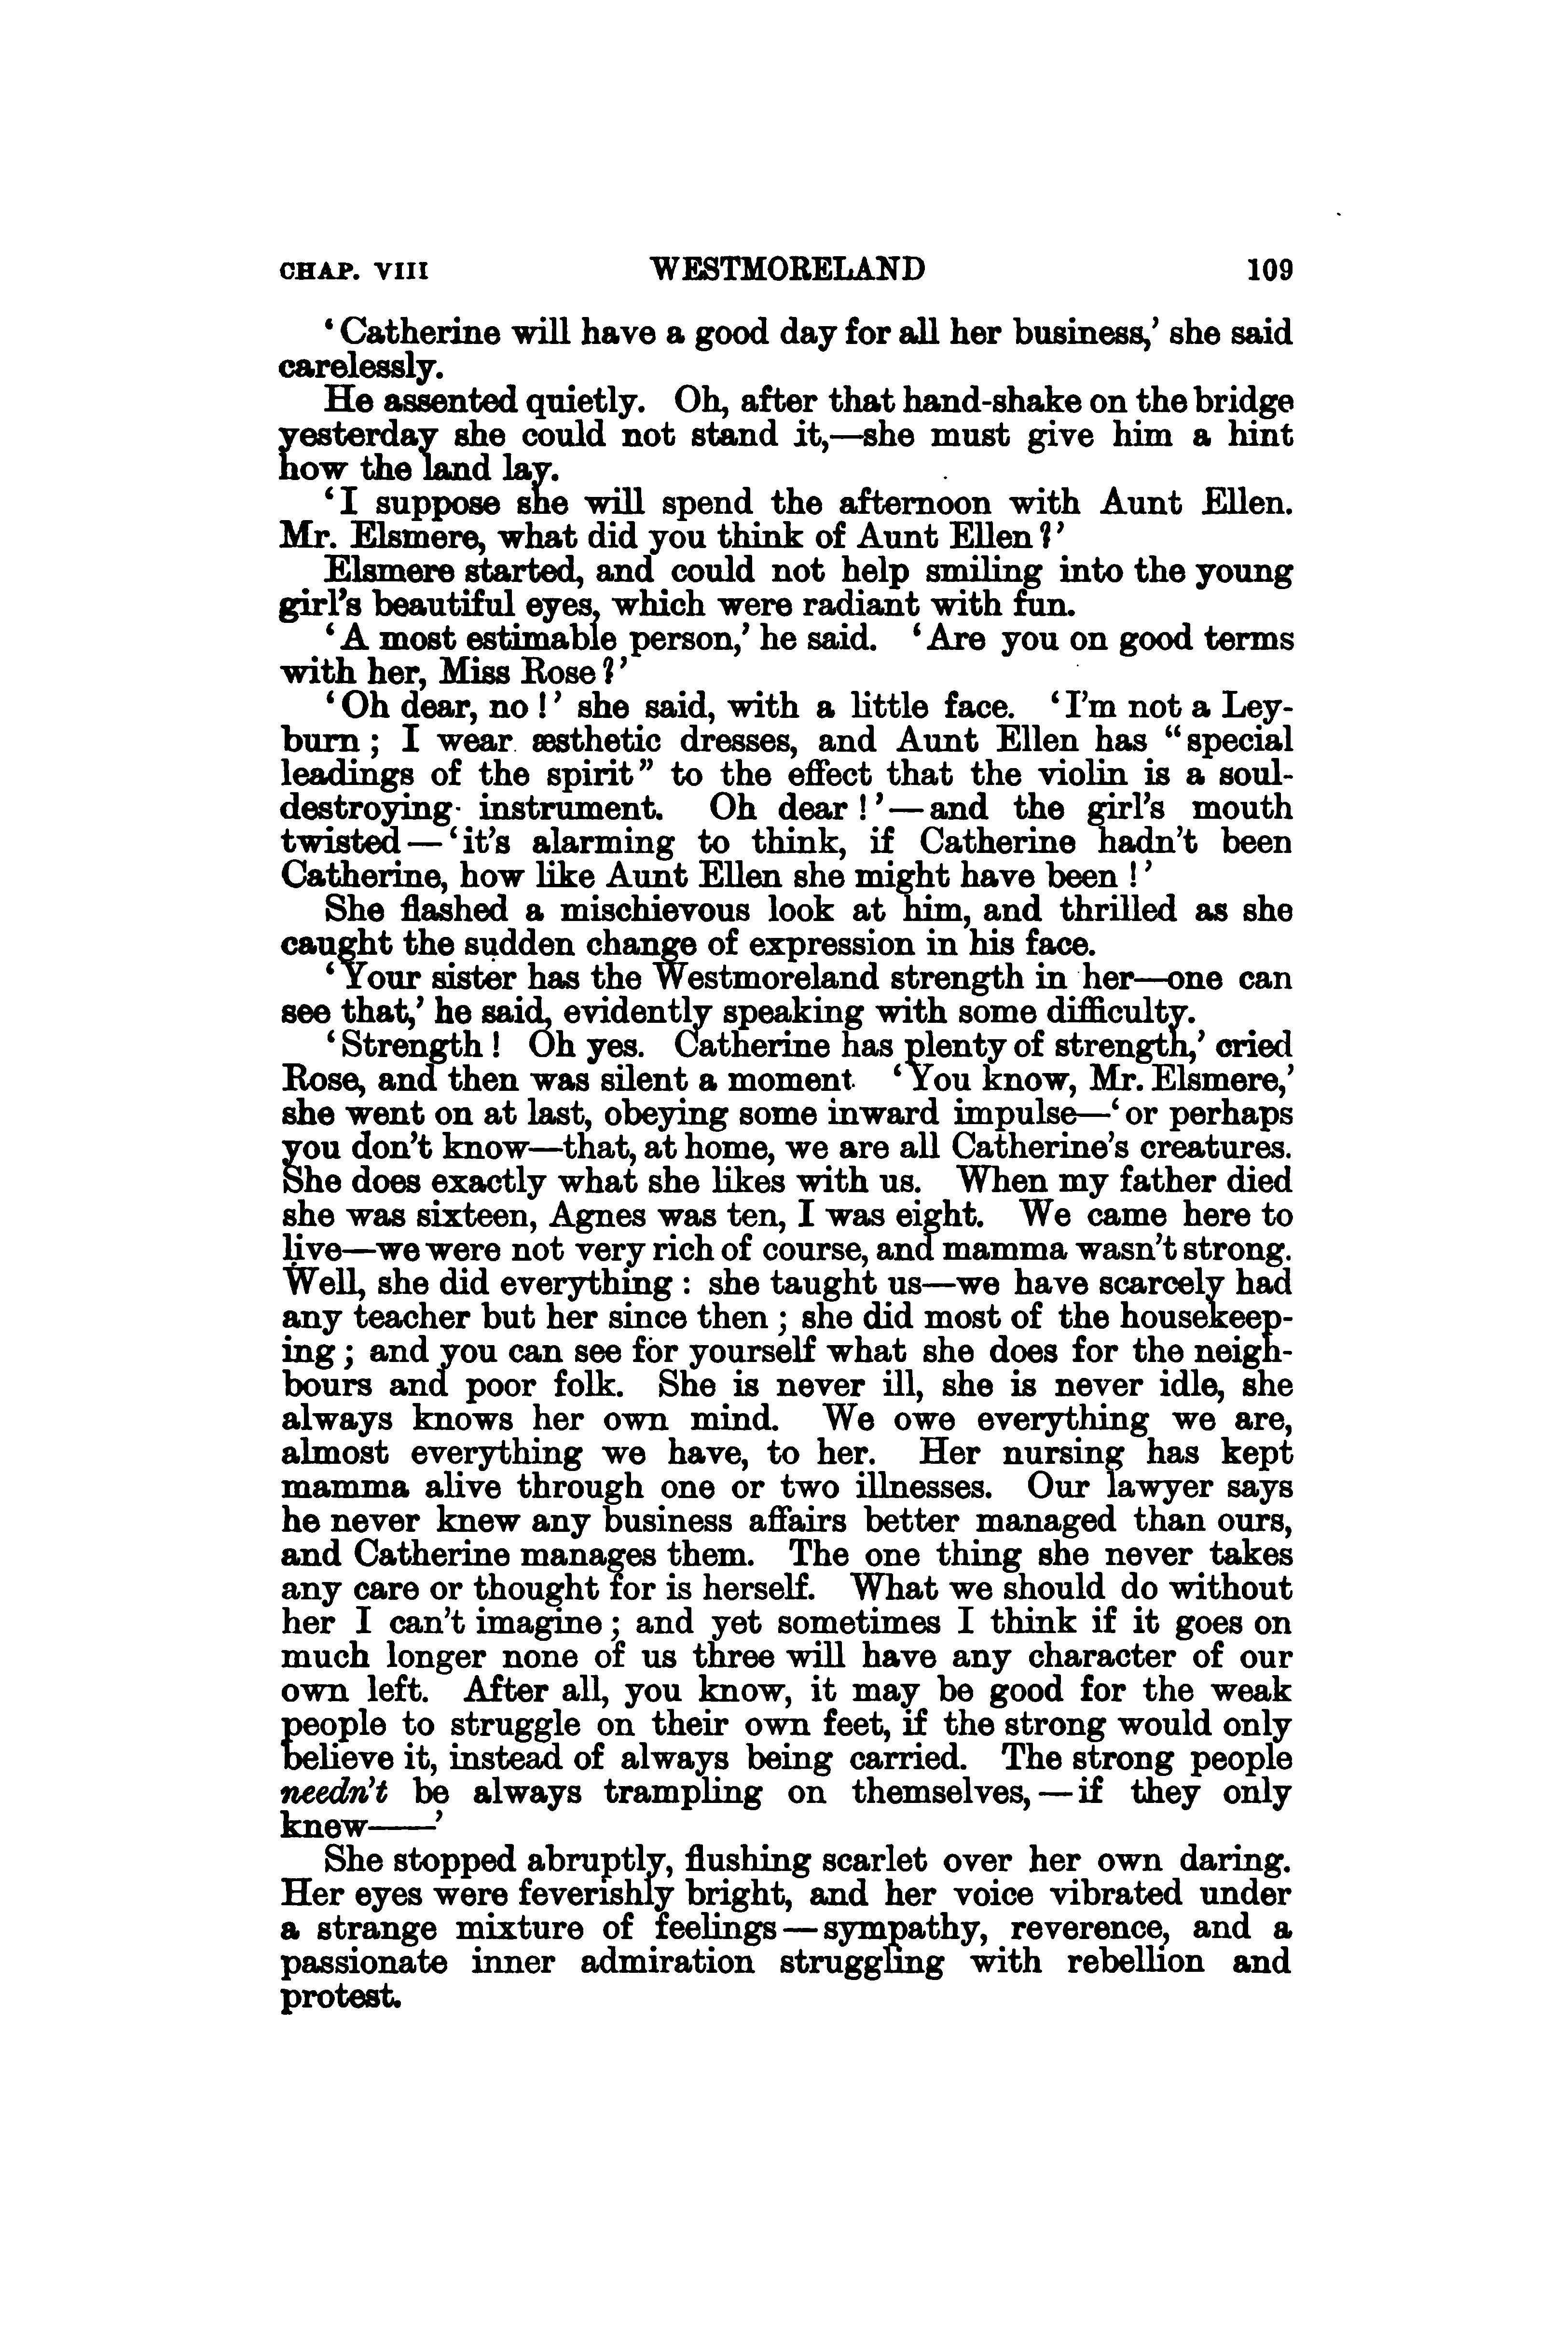 CHAP. VIII WESTMORELAND 109
‘Catherine will have a good day for all her business,’ she said
carelessly.
He assented quietly. Oh, after that hand-shake on the bridge
yesterday she could not stand it,—she must give him a hint
how the land lay.
‘I suppose she will spend the afternoon with Aunt Ellen.
Mr. Elsmere, what did you think of Aunt Ellen?’
Elsmere started, and could not help smiling into the young
girl’s beautiful eyes, which were radiant with fun.
‘A most estimable person,’ he said. ‘Are you on good terms
with her, Miss Rose?’
‘Oh dear, no!’ she said, with a little face. ‘I’m not a Ley-
burn; I wear æsthetic dresses, and Aunt Ellen has “special
leadings of the spirit” to the effect that the violin is a soul-
destroying instrument. Oh dear!’—and the girl’s mouth
twisted—‘it’s alarming to think, if Catherine hadn’t been
Catherine, how like Aunt Ellen she might have been!’
She flashed a mischievous look at him, and thrilled as she
caught the sudden change of expression in his face.
‘Your sister has the Westmoreland strength in her—one can
see that,’ he said, evidently speaking with some difficulty.
‘Strength! Oh yes. Catherine has plenty of strength,’ cried
Rose, and then was silent a moment. ‘You know, Mr. Elsmere,’
she went on at last, obeying some inward impulse—‘or perhaps
you don’t know—that, at home, we are all Catherine’s creatures.
She does exactly what she likes with us. When my father died
she was sixteen, Agnes was ten, I was eight. We came here to
live—we were not very rich of course, and mamma wasn’t strong.
Well, she did everything: she taught us—we have scarcely had
any teacher but her since then; she did most of the housekeep-
ing; and you can see for yourself what she does for the neigh-
bours and poor folk. She is never ill, she is never idle, she
always knows her own mind. We owe everything we are,
almost everything we have, to her. Her nursing has kept
mamma alive through one or two illnesses. Our lawyer says
he never knew any business affairs better managed than ours,
and Catherine manages them. The one thing she never takes
any care or thought for is herself. What we should do without
her I can’t imagine; and yet sometimes I think if it goes on
much longer none of us three will have any character of our
own left. After all, you know, it may be good for the weak
people to struggle on their own feet, if the strong would only
believe it, instead of always being carried. The strong people
needn’t be always trampling on themselves,—if they only
knew——’
She stopped abruptly, flushing scarlet over her own daring.
Her eyes were feverishly bright, and her voice vibrated under
a strange mixture of feelings—sympathy, reverence, and a
passionate inner admiration struggling with rebellion and
protest.